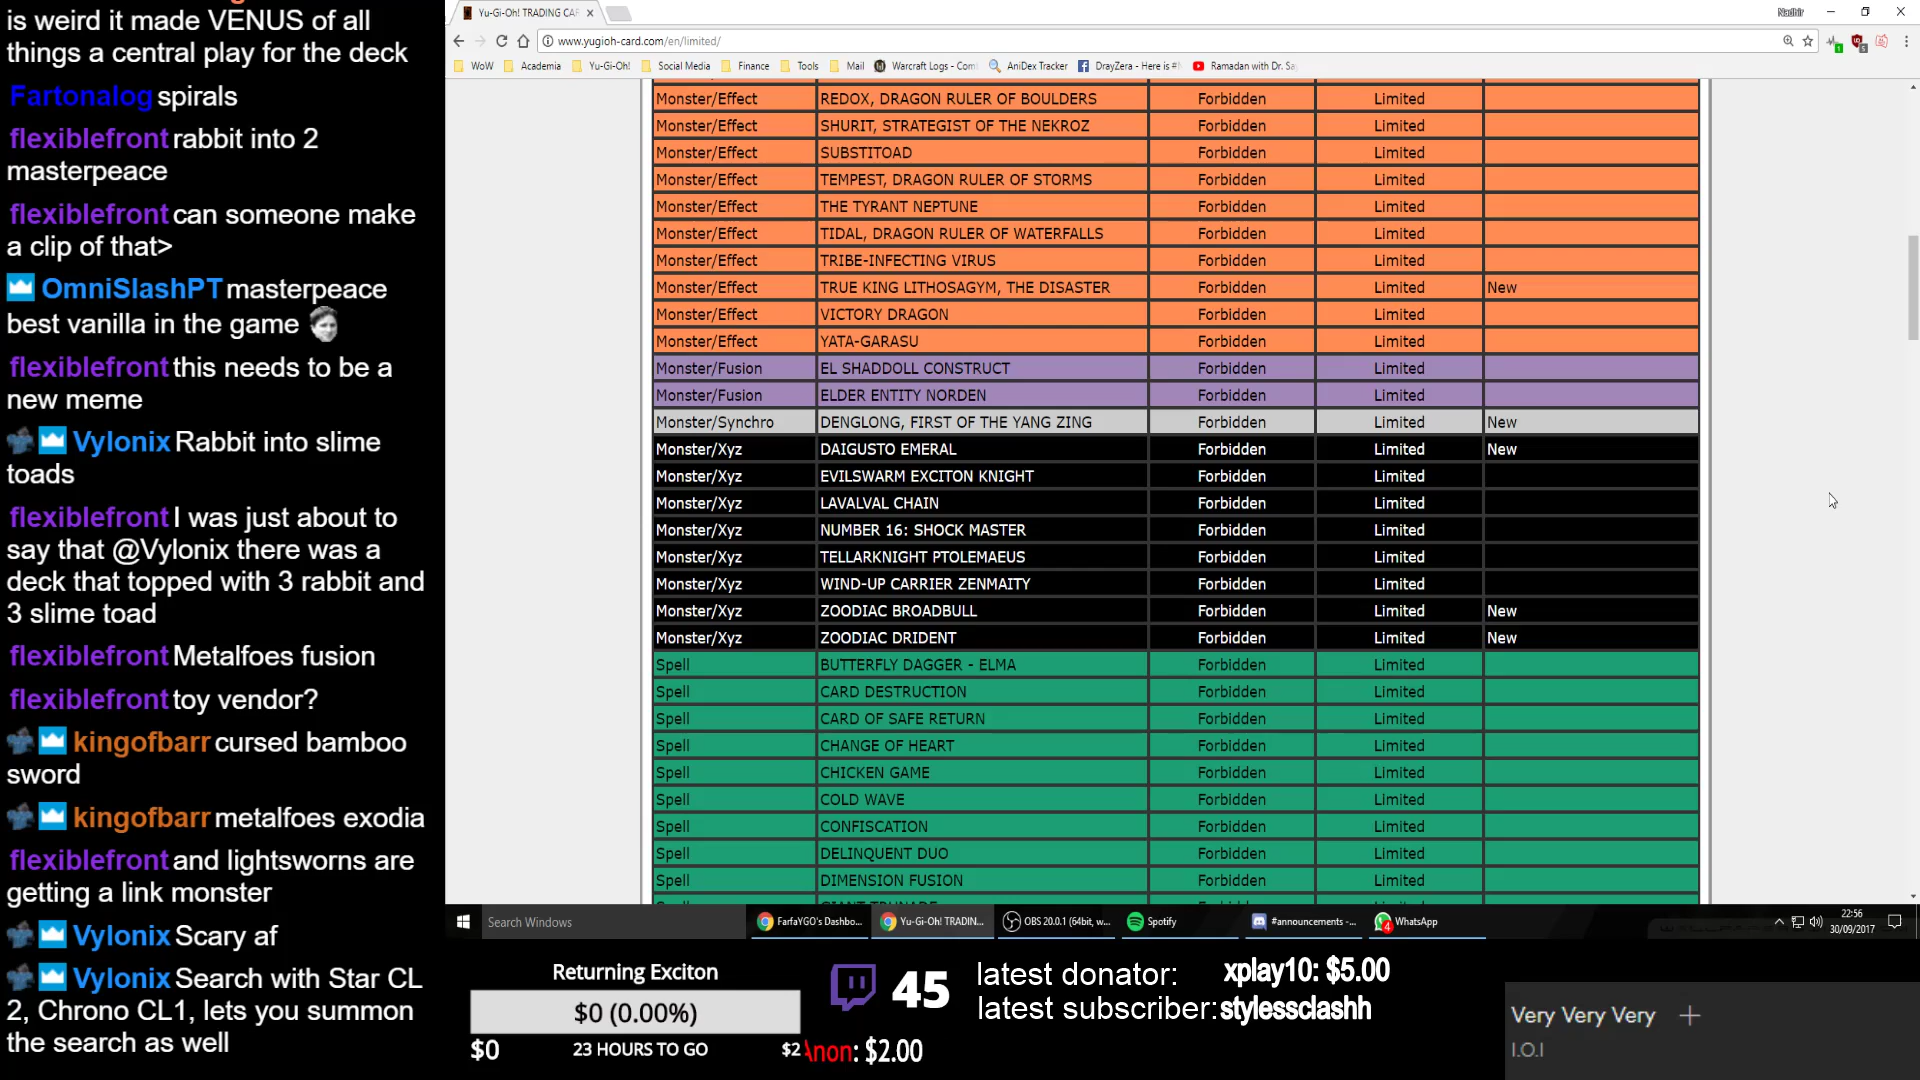 is weird it made VENUS of all
things a central play for the deck
Fartonalog spirals
flexiblefront rabbit into 2
masterpeace
flexiblefront can someone make
a clip of that>
OmniSlashPT masterpeace
best vanilla in the game
flexiblefront this needs to be a
new meme
Vylonix Rabbit into slime
toads
flexiblefront I was just about to
say that @Vylonix there was a
deck that topped with 3 rabbit and
3 slime toad
flexiblefront Metalfoes fusion
flexiblefront toy vendor?
kingofbarr cursed bamboo
sword
kingofbarr metalfoes exodia
flexiblefront and lightsworns are
getting a link monster
Vylonix Scary af
Vylonix Search with Star CL
2, Chrono CL1, lets you summon
the search as well
Yu-Gi-Oh! TRADING CAR
Nadhir
www.yugioh-card.com/en/limited/
WoW Academia Yu-Gi-Oh! Social Media Finance Tools Mail Warcraft Logs - Com AniDex Tracker DrayZera - Here is #1 Ramadan with Dr. Sa
Monster/Effect REDOX, DRAGON RULER OF BOULDERS Forbidden Limited
Monster/Effect SHURIT, STRATEGIST OF THE NEKROZ Forbidden Limited
Monster/Effect SUBSTITOAD Forbidden Limited
Monster/Effect TEMPEST, DRAGON RULER OF STORMS Forbidden Limited
Monster/Effect THE TYRANT NEPTUNE Forbidden Limited
Monster/Effect TIDAL, DRAGON RULER OF WATERFALLS Forbidden Limited
Monster/Effect TRIBE-INFECTING VIRUS Forbidden Limited
Monster/Effect TRUE KING LITHOSAGYM, THE DISASTER Forbidden Limited New
Monster/Effect VICTORY DRAGON Forbidden Limited
Monster/Effect YATA-GARASU Forbidden Limited
Monster/Fusion EL SHADDOLL CONSTRUCT Forbidden Limited
Monster/Fusion ELDER ENTITY NORDEN Forbidden Limited
Monster/Synchro DENGLONG, FIRST OF THE YANG ZING Forbidden Limited New
Monster/Xyz DAIGUSTO EMERAL Forbidden Limited New
Monster/Xyz EVILSWARM EXCITON KNIGHT Forbidden Limited
Monster/Xyz LAVALVAL CHAIN Forbidden Limited
Monster/Xyz NUMBER 16: SHOCK MASTER Forbidden Limited
Monster/Xyz TELLARKNIGHT PTOLEMAEUS Forbidden Limited
Monster/Xyz WIND-UP CARRIER ZENMAITY Forbidden Limited
Monster/Xyz ZOODIAC BROADBULL Forbidden Limited New
Monster/Xyz ZOODIAC DRIDENT Forbidden Limited New
Spell BUTTERFLY DAGGER - ELMA Forbidden Limited
Spell CARD DESTRUCTION Forbidden Limited
Spell CARD OF SAFE RETURN Forbidden Limited
Spell CHANGE OF HEART Forbidden Limited
Spell CHICKEN GAME Forbidden Limited
Spell COLD WAVE Forbidden Limited
Spell CONFISCATION Forbidden Limited
Spell DELINQUENT DUO Forbidden Limited
Spell DIMENSION FUSION Forbidden Limited
Search Windows FarfaYGO's Dashbo... Yu-Gi-Oh! TRADIN... OBS 20.0.1 (64bit, w... Spotify #announcements -... 4 WhatsApp
22:56
30/09/2017
Returning Exciton
$0 (0.00%)
$0 23 HOURS TO GO $2
45
latest donator: xplay10: $5.00
latest subscriber: stylessclashh
\non: $2.00
Very Very Very
I.O.I